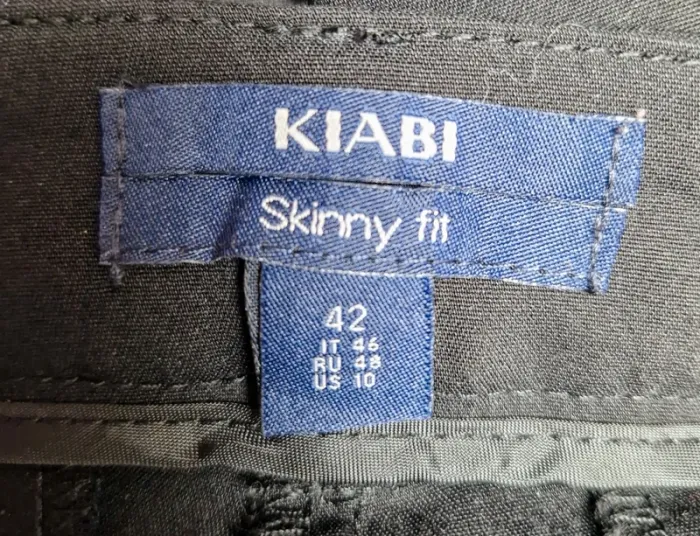 KIABI
Skinny fit
42
IT 46
RU 48
US 10